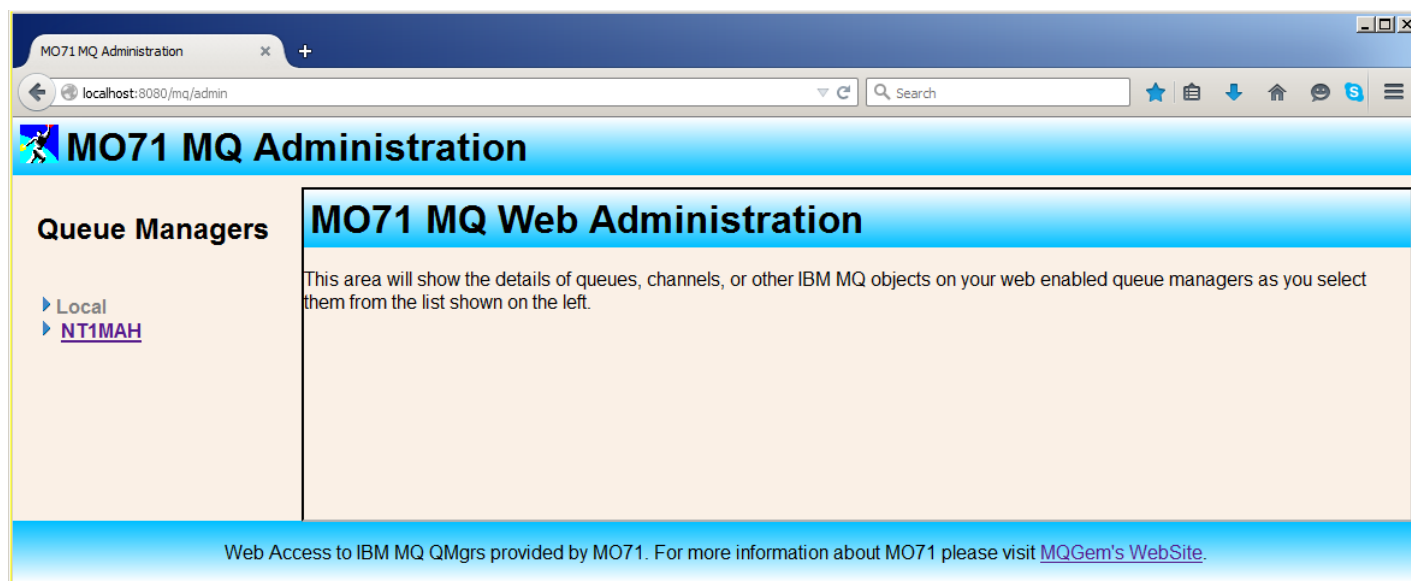 MO71 MQ Administration
localhost:8080/mq/admin
Search
MO71 MQ Administration
Queue Managers
Local
NT1MAH
MO71 MQ Web Administration
This area will show the details of queues, channels, or other IBM MQ objects on your web enabled queue managers as you select
them from the list shown on the left.
Web Access to IBM MQ QMgrs provided by MO71. For more information about MO71 please visit MQGem's WebSite.